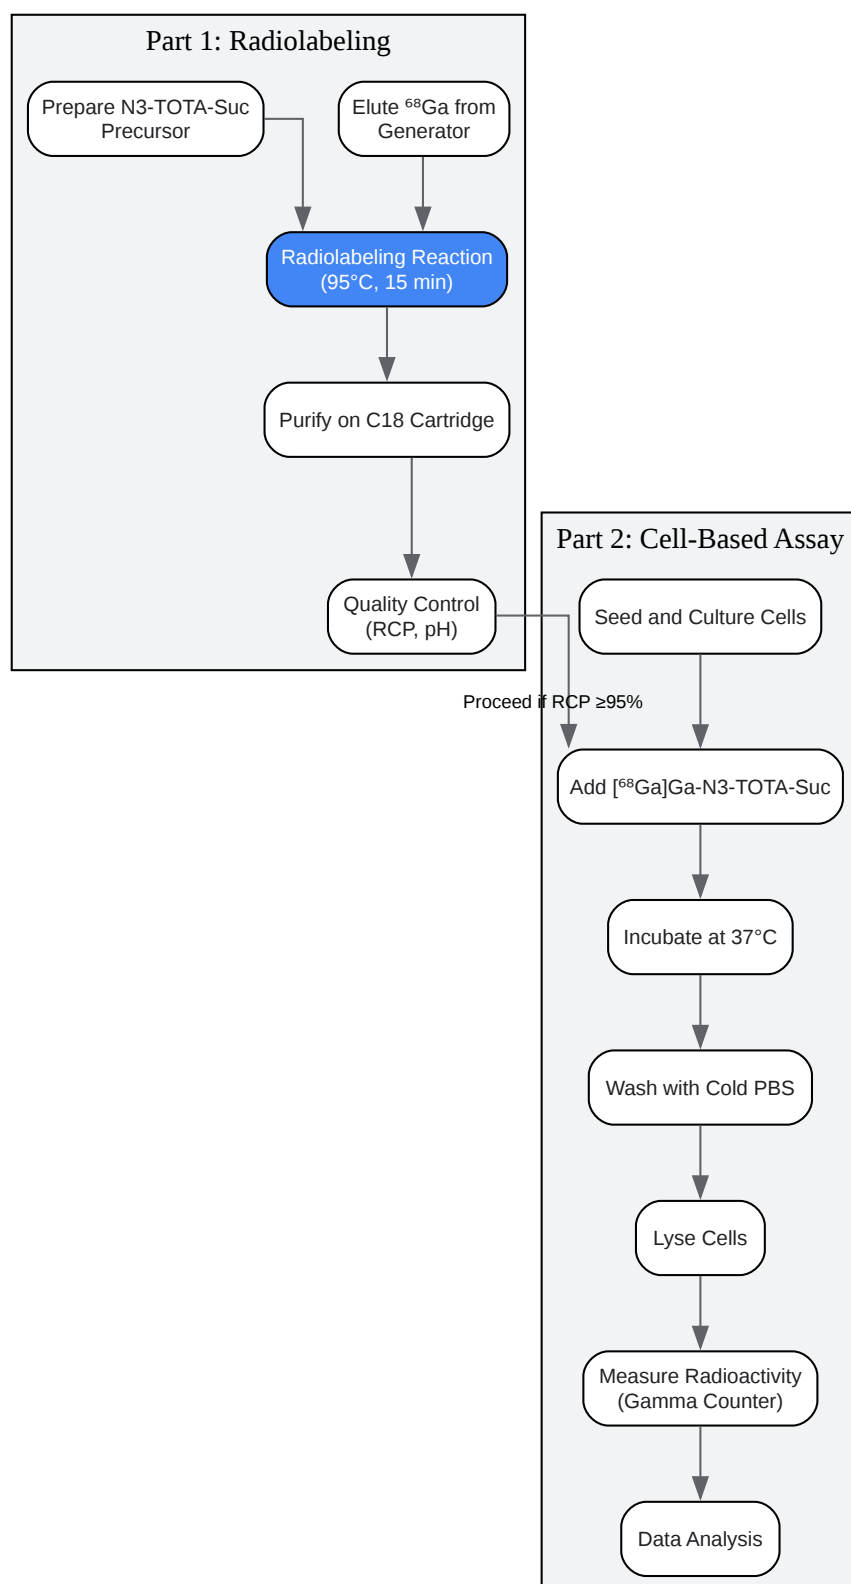 Part 1: Radiolabeling
Prepare N3-TOTA-Suc
Precursor
Elute ⁶⁸Ga from
Generator
Radiolabeling Reaction
(95°C, 15 min)
Purify on C18 Cartridge
Quality Control
(RCP, pH)
Proceed if RCP ≥95%
Part 2: Cell-Based Assay
Seed and Culture Cells
Add [⁶⁸Ga]Ga-N3-TOTA-Suc
Incubate at 37°C
Wash with Cold PBS
Lyse Cells
Measure Radioactivity
(Gamma Counter)
Data Analysis